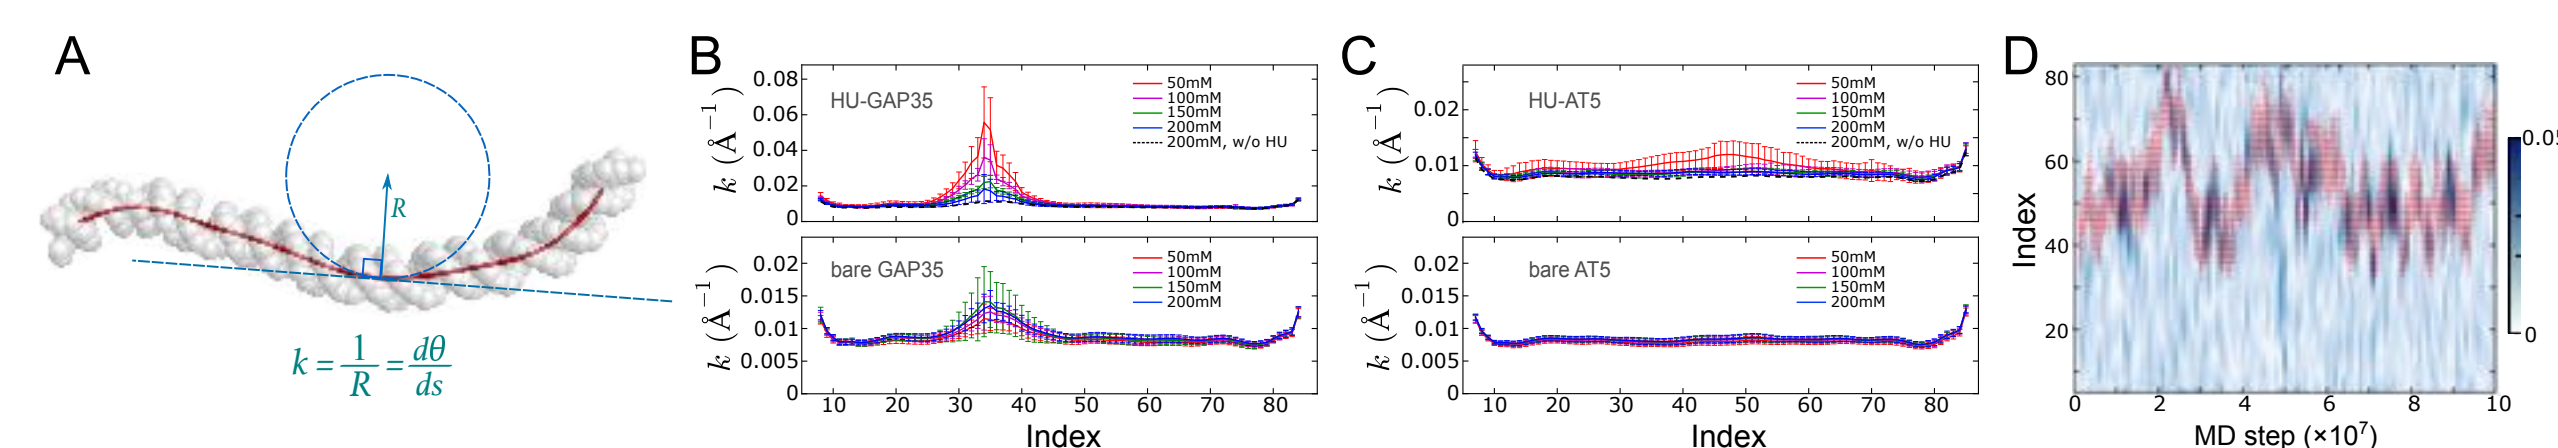 A
R
k = 1/R = dθ/ds
B
k (Å⁻¹)
0.08
0.06
0.04
0.02
0
HU-GAP35
50mM
100mM
150mM
200mM
200mM, w/o HU
k (Å⁻¹)
0.02
0.015
0.01
0.005
0
bare GAP35
50mM
100mM
150mM
200mM
10 20 30 40 50 60 70 80
Index
C
k (Å⁻¹)
0.02
0.01
0
HU-AT5
50mM
100mM
150mM
200mM
200mM, w/o HU
k (Å⁻¹)
0.02
0.015
0.01
0.005
0
bare AT5
50mM
100mM
150mM
200mM
10 20 30 40 50 60 70 80
Index
D
Index
80
60
40
20
0 2 4 6 8 10
MD step (×10⁷)
0